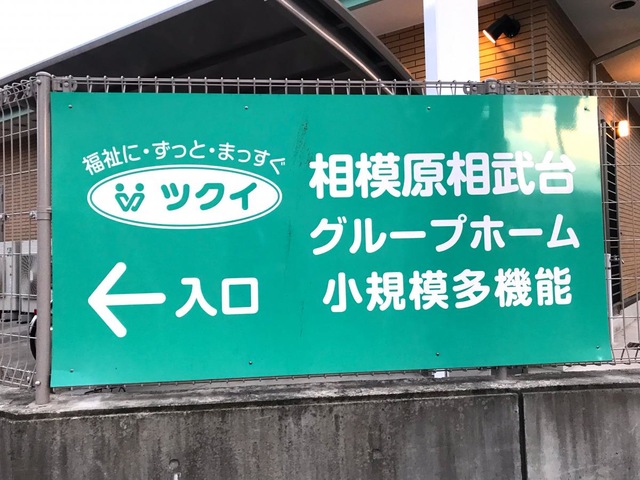 福祉に・ずっと・まっすぐ
ツクイ
← 入口
相模原相武台
グループホーム
小規模多機能